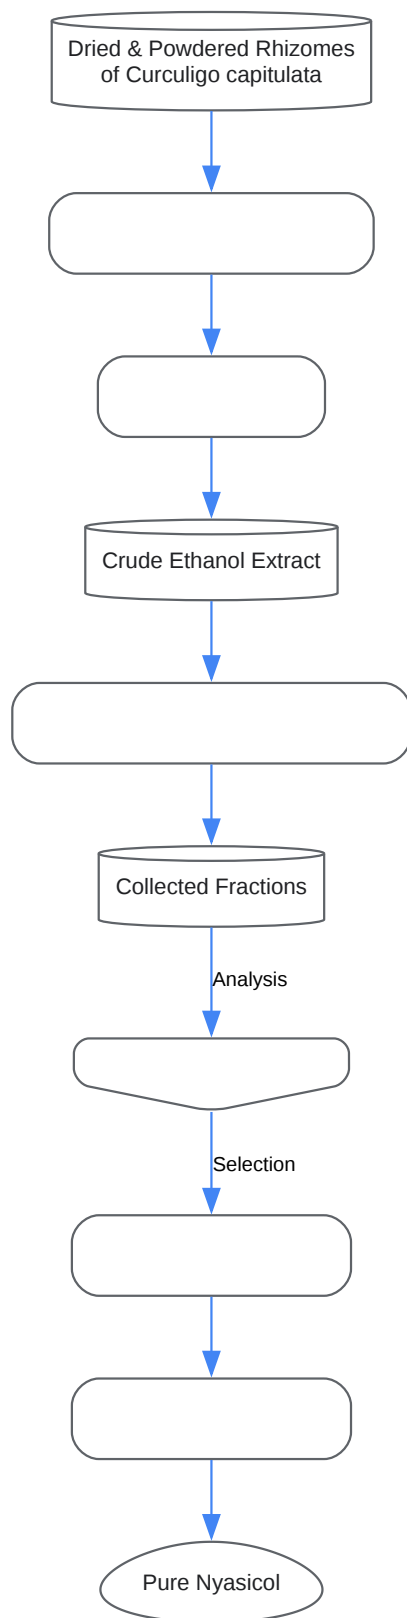 Dried & Powdered Rhizomes
of Curculigo capitulata
Crude Ethanol Extract
Collected Fractions
Analysis
Selection
Pure Nyasicol